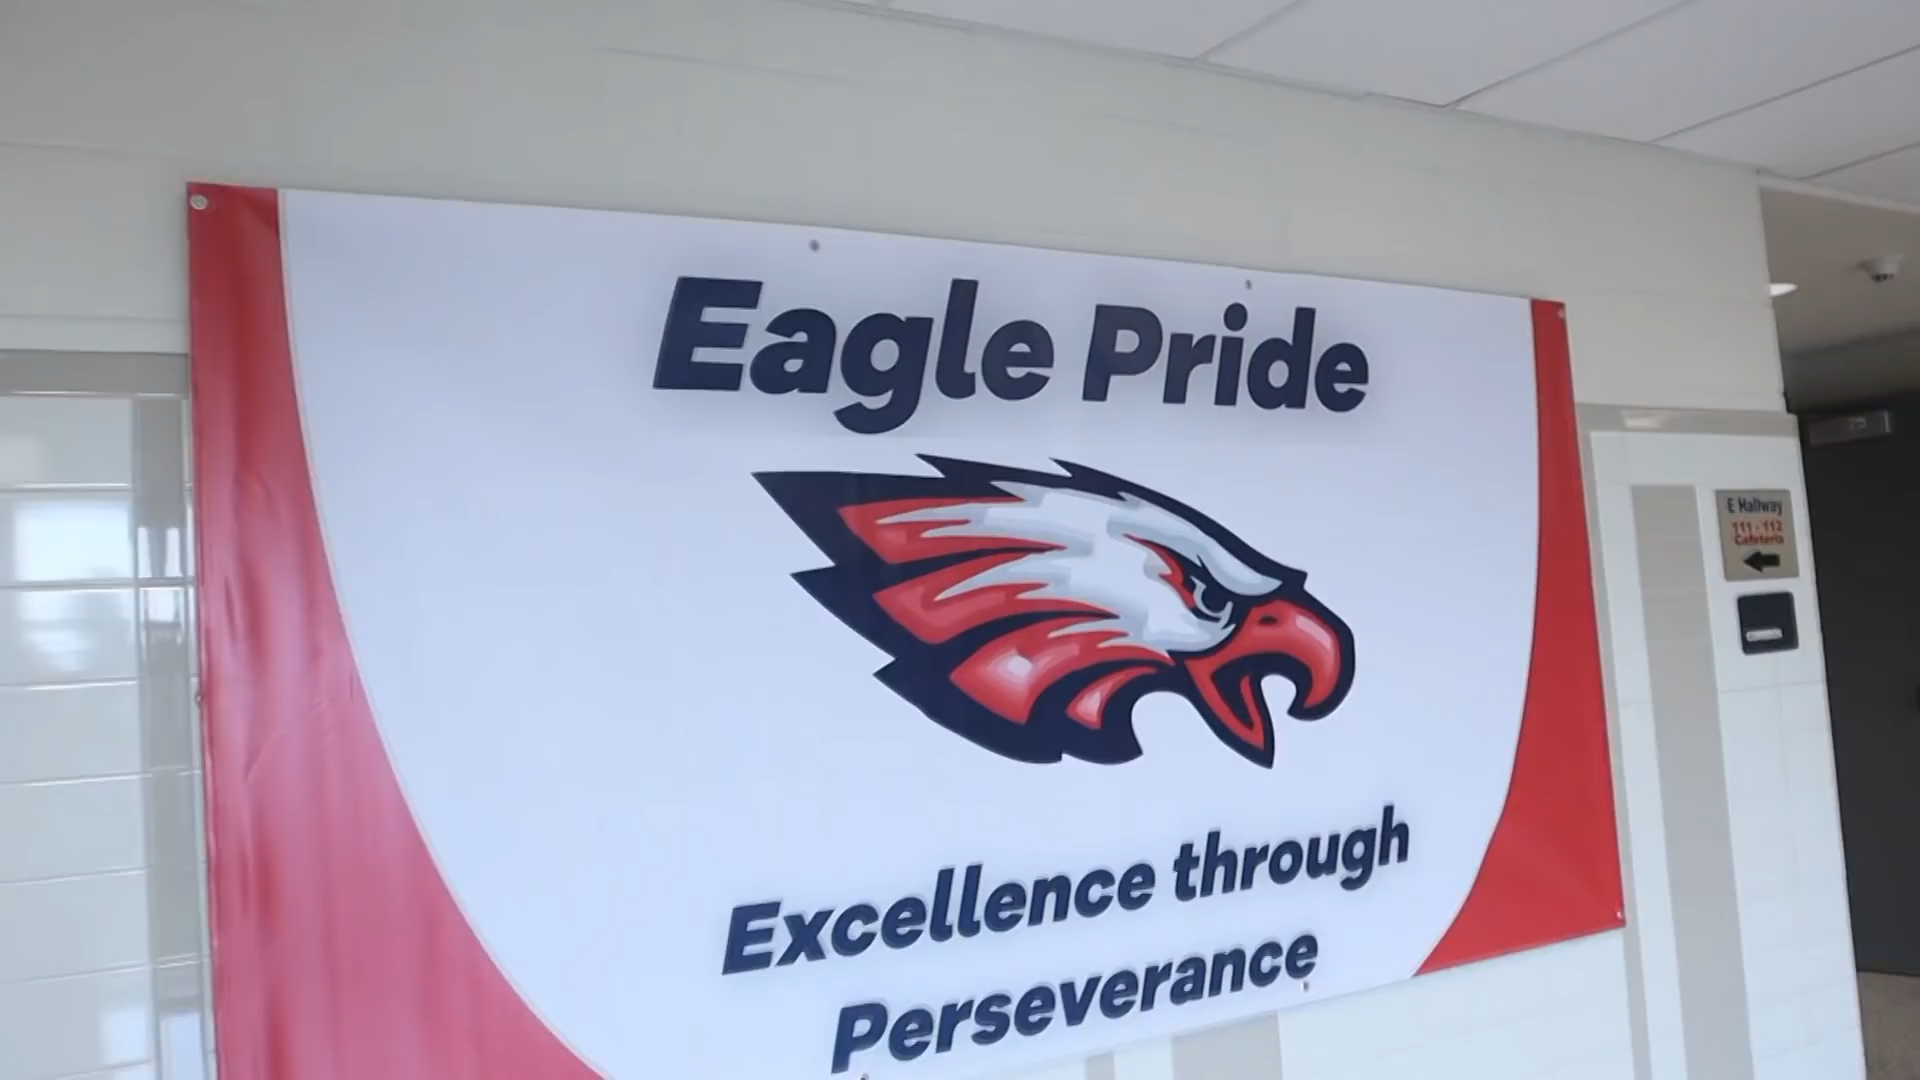 Eagle Pride
Excellence through
Perseverance
E Hallway
111 - 112
Cafeteria